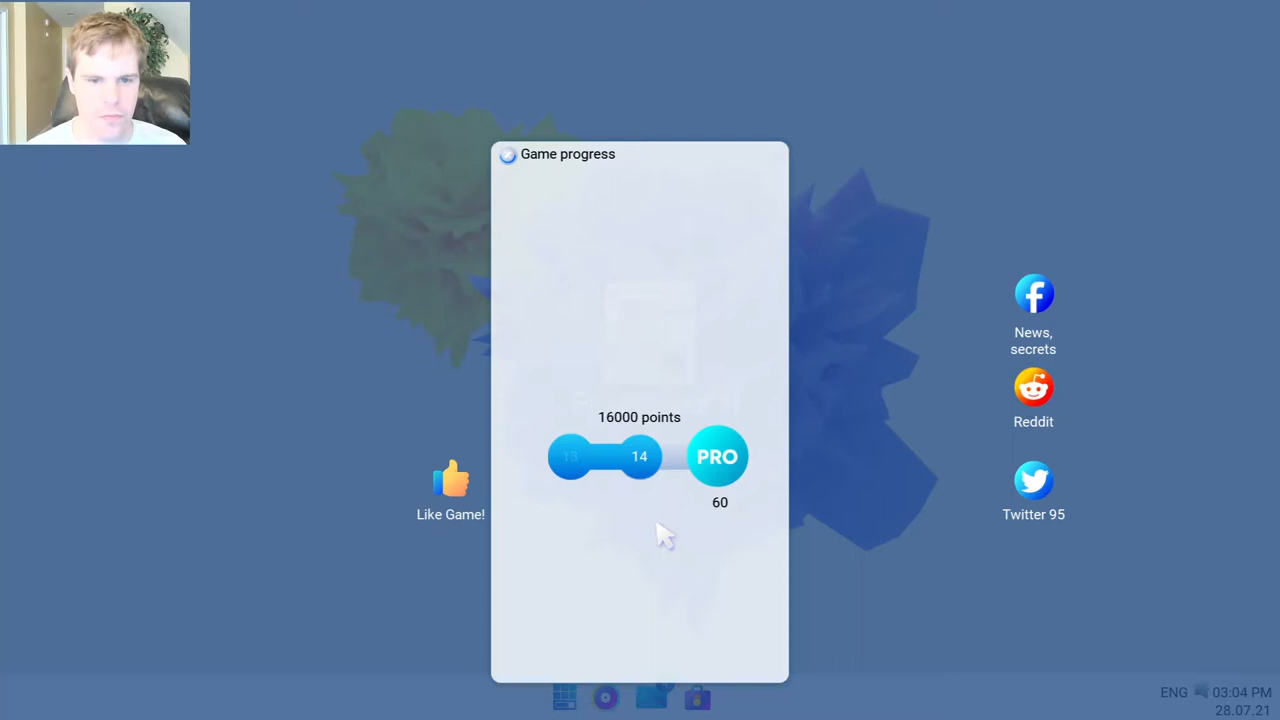 Game progress
16000 points
13
14
PRO
60
News,
secrets
Reddit
Like Game!
Twitter 95
ENG
03:04 PM
28.07.21